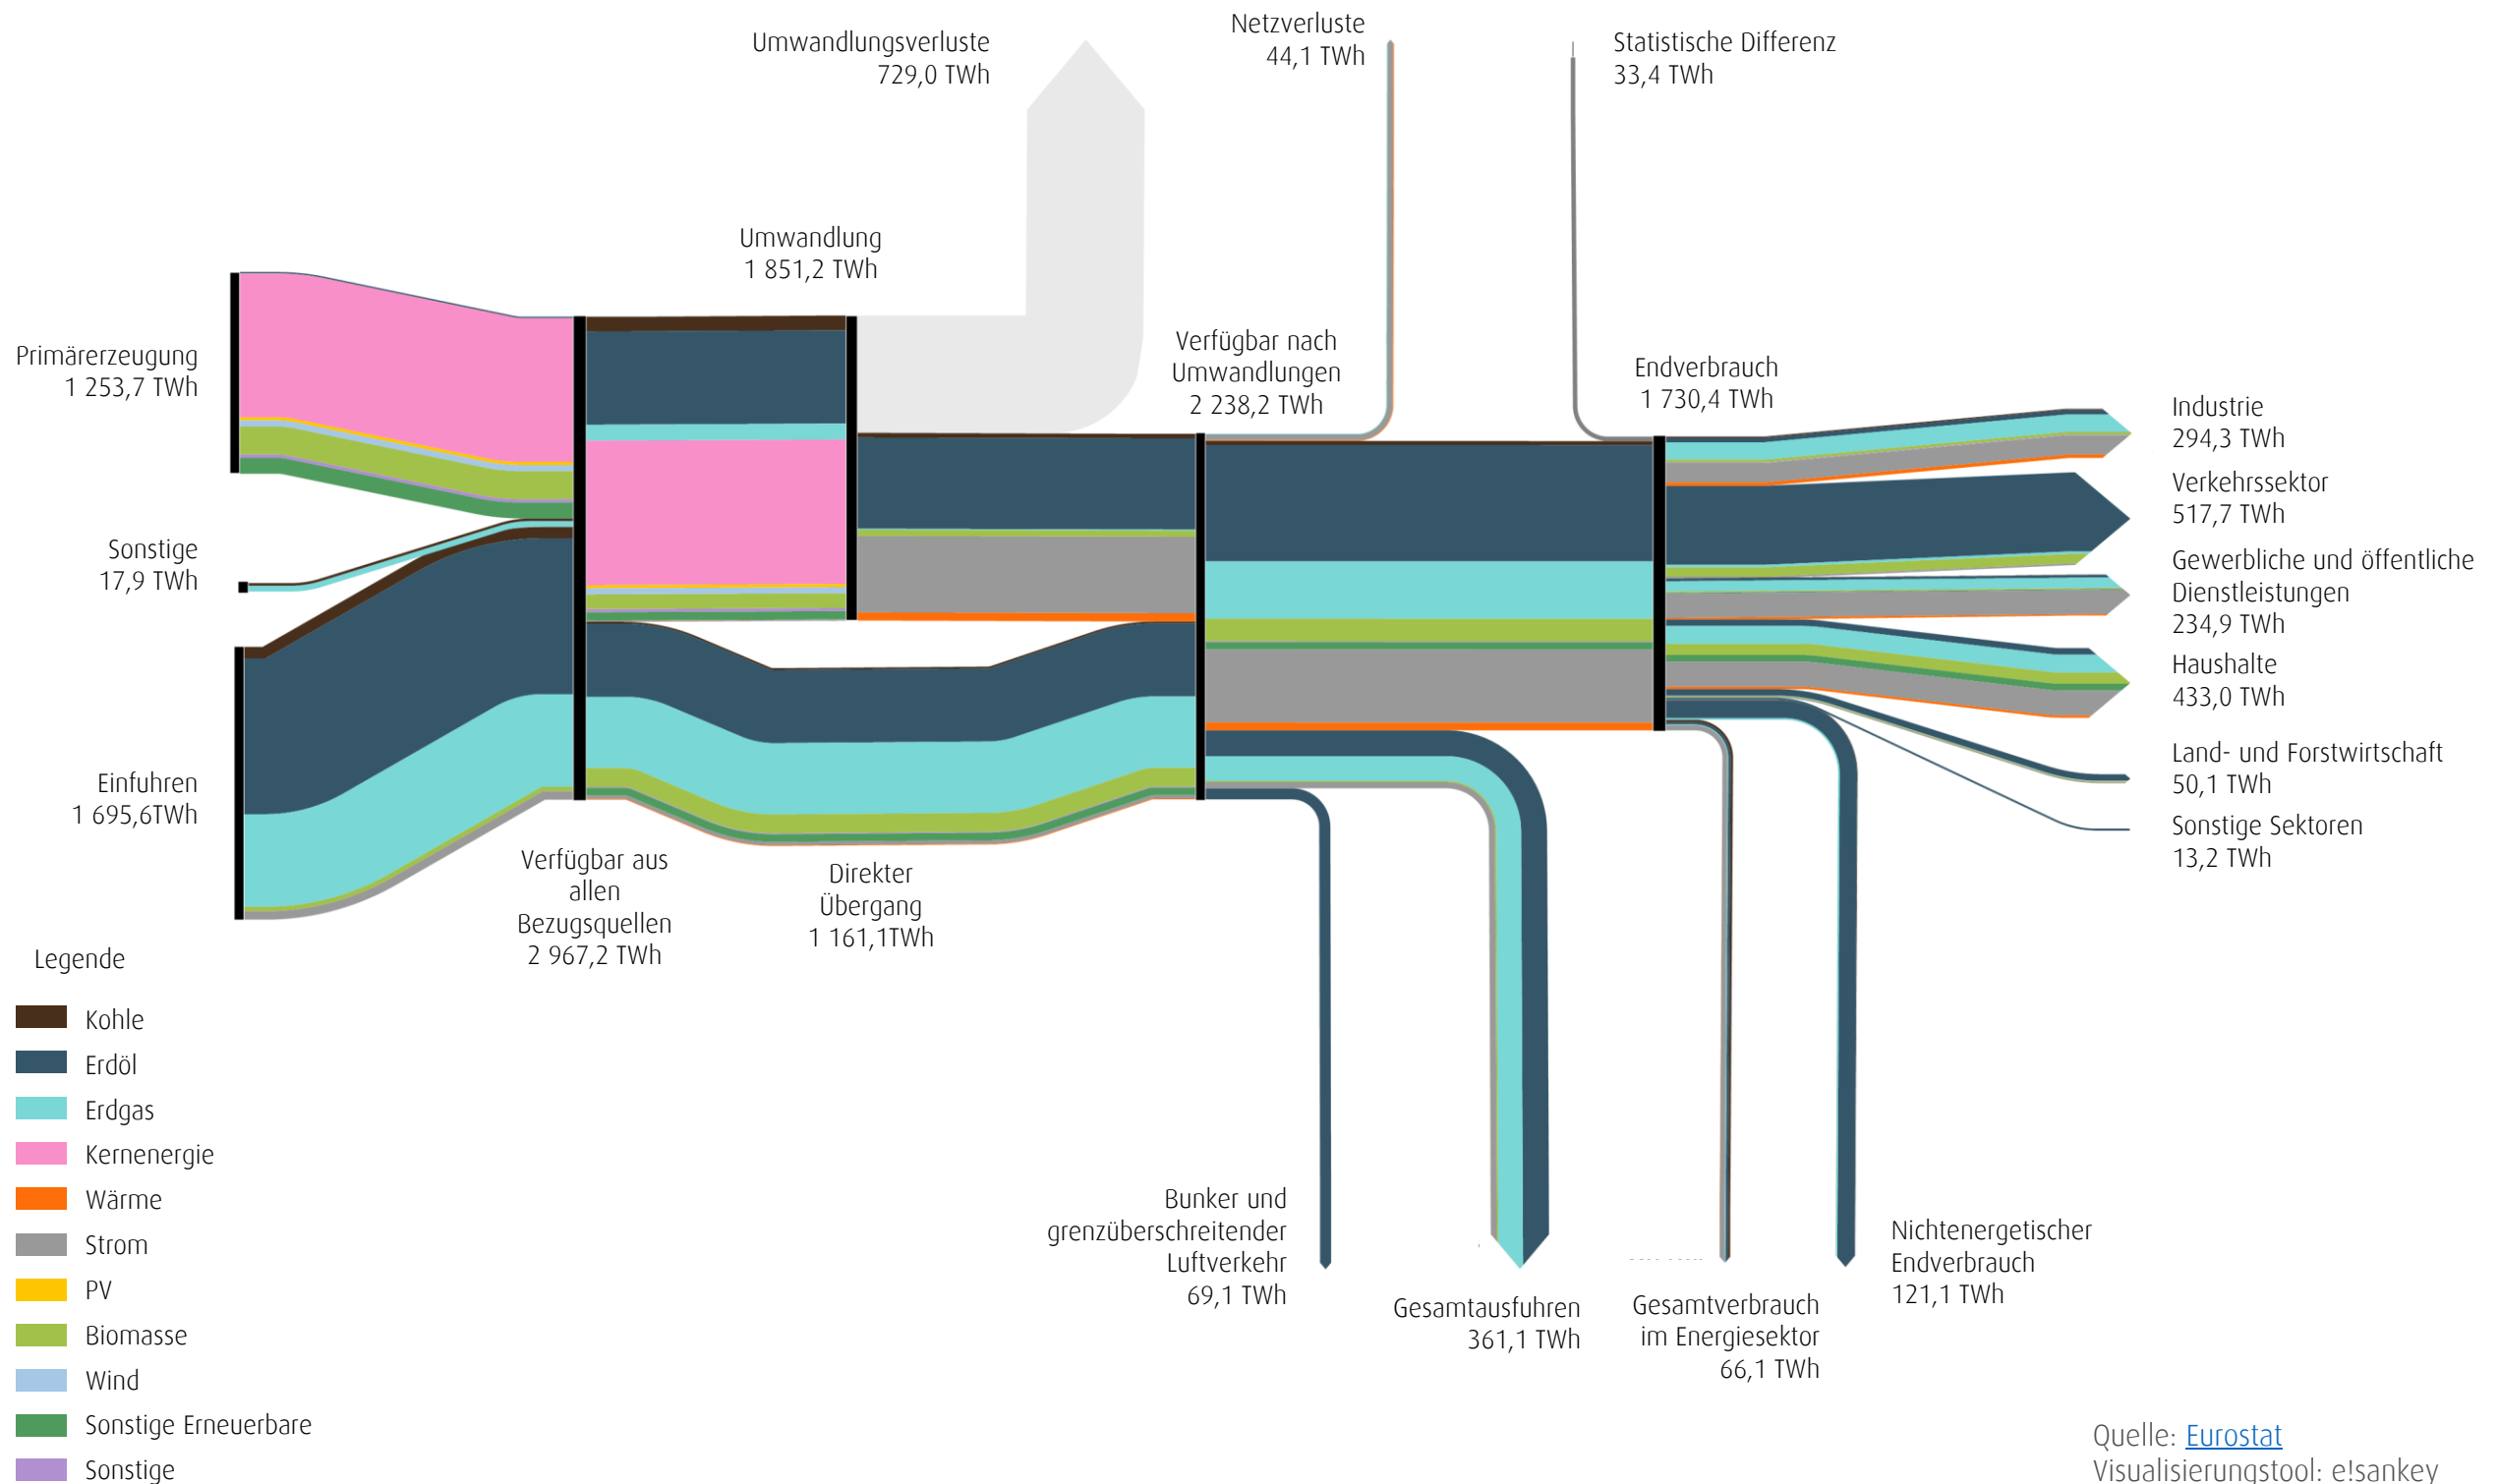 Netzverluste
44,1 TWh
Umwandlungsverluste
729,0 TWh
Statistische Differenz
33,4 TWh
Umwandlung
1 851,2 TWh
Primärerzeugung
1 253,7 TWh
Verfügbar nach
Umwandlungen
2 238,2 TWh
Endverbrauch
1 730,4 TWh
Industrie
294,3 TWh
Verkehrssektor
517,7 TWh
Gewerbliche und öffentliche
Dienstleistungen
234,9 TWh
Sonstige
17,9 TWh
Haushalte
433,0 TWh
Land- und Forstwirtschaft
50,1 TWh
Sonstige Sektoren
13,2 TWh
Einfuhren
1 695,6TWh
Verfügbar aus
allen
Bezugsquellen
2 967,2 TWh
Direkter
Übergang
1 161,1TWh
Legende
Kohle
Erdöl
Erdgas
Kernenergie
Wärme
Strom
PV
Biomasse
Wind
Sonstige Erneuerbare
Sonstige
Bunker und
grenzüberschreitender
Luftverkehr
69,1 TWh
Gesamtausfuhren
361,1 TWh
Gesamtverbrauch
im Energiesektor
66,1 TWh
Nichtenergetischer
Endverbrauch
121,1 TWh
Quelle: Eurostat
Visualisierungstool: e!sankey